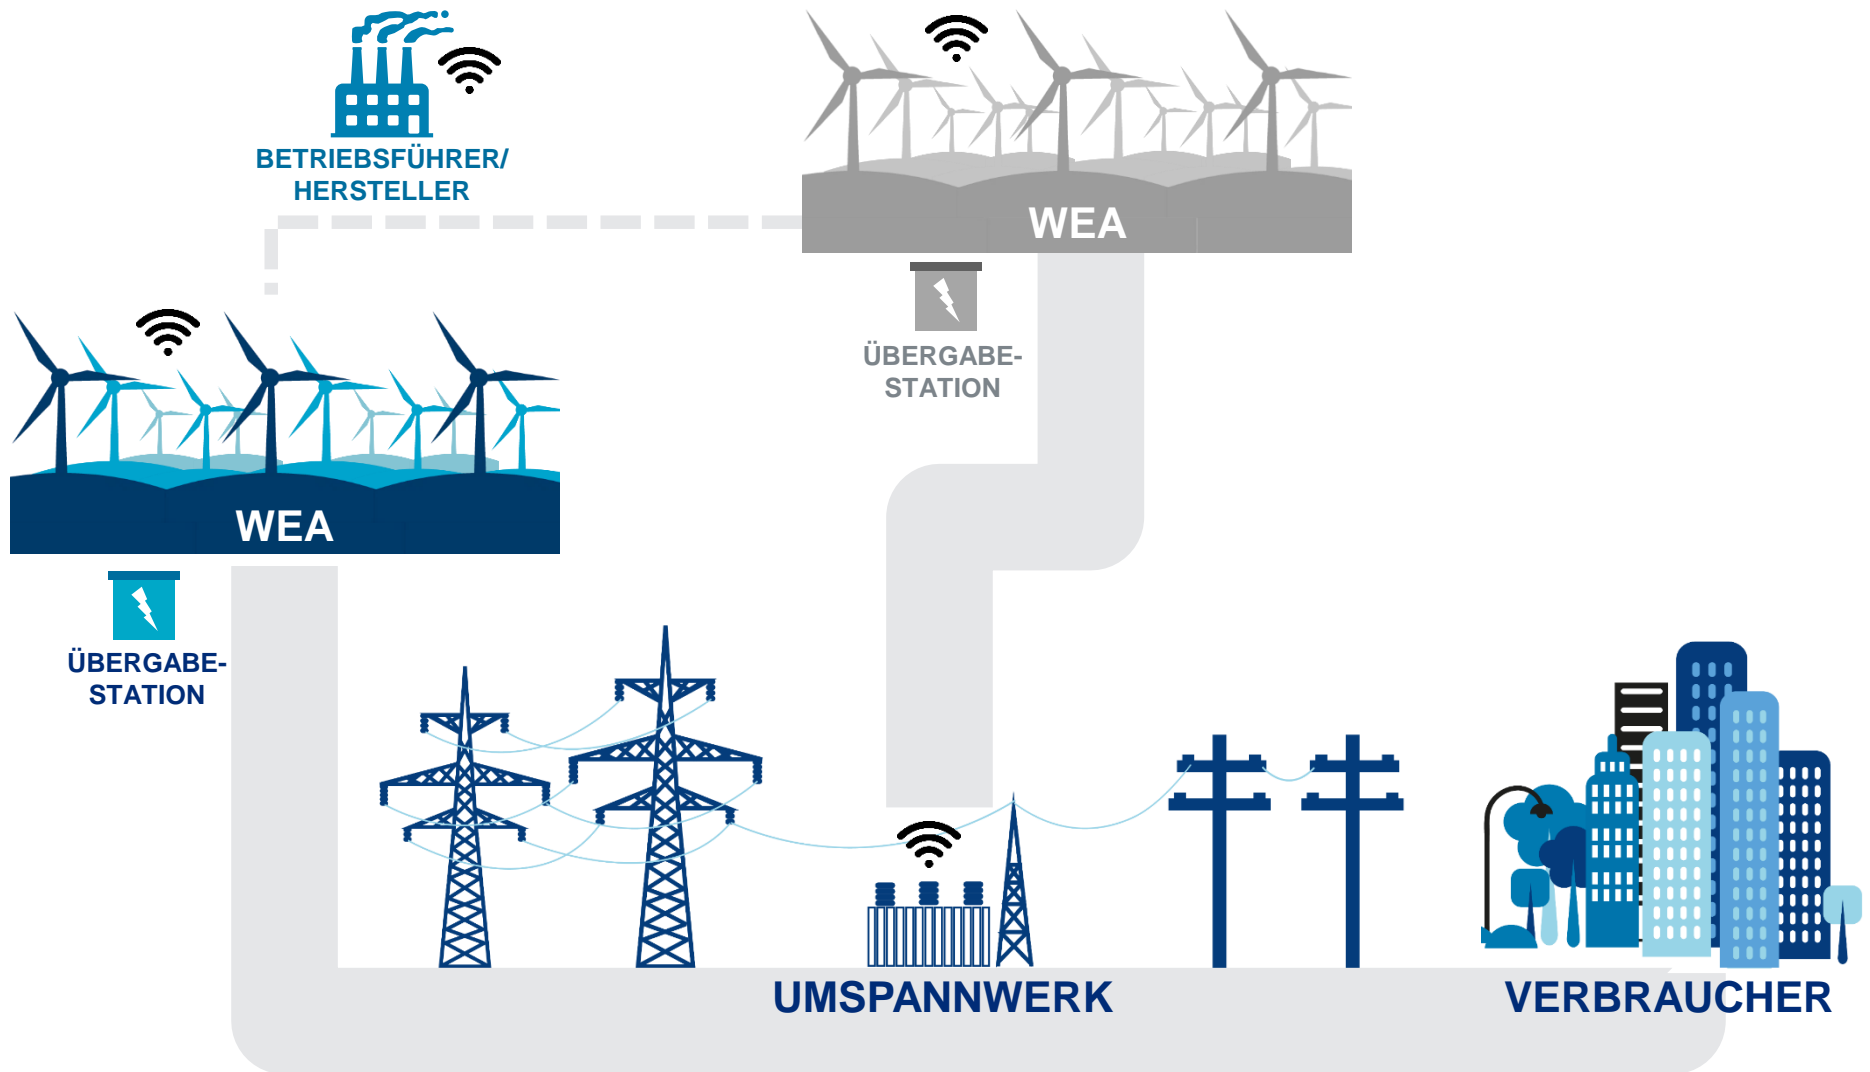 BETRIEBSFÜHRER/
HERSTELLER
WEA
ÜBERGABE-
STATION
WEA
ÜBERGABE-
STATION
UMSPANNWERK
VERBRAUCHER